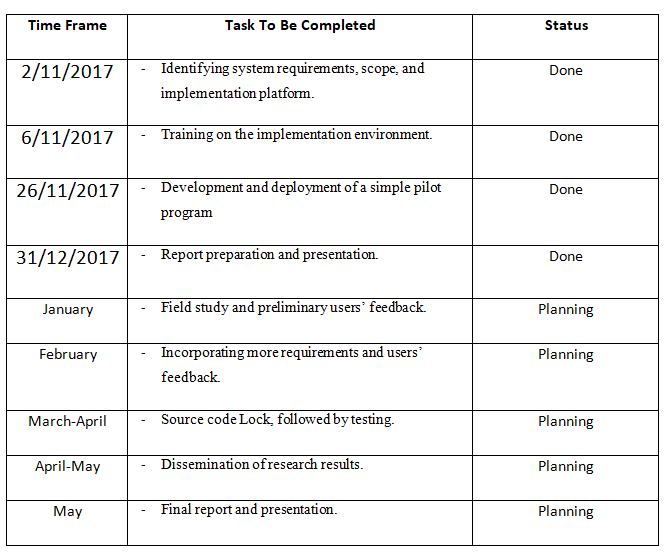 Time Frame Task To Be Completed Status
2/11/2017 - Identifying system requirements, scope, and Done
implementation platform.
6/11/2017 - Training on the implementation environment. Done
26/11/2017 - Development and deployment of a simple pilot Done
program
31/12/2017 - Report preparation and presentation. Done
January - Field study and preliminary users’ feedback. Planning
February - Incorporating more requirements and users’ Planning
feedback.
March-April - Source code Lock, followed by testing. Planning
April-May - Dissemination of research results. Planning
May - Final report and presentation. Planning